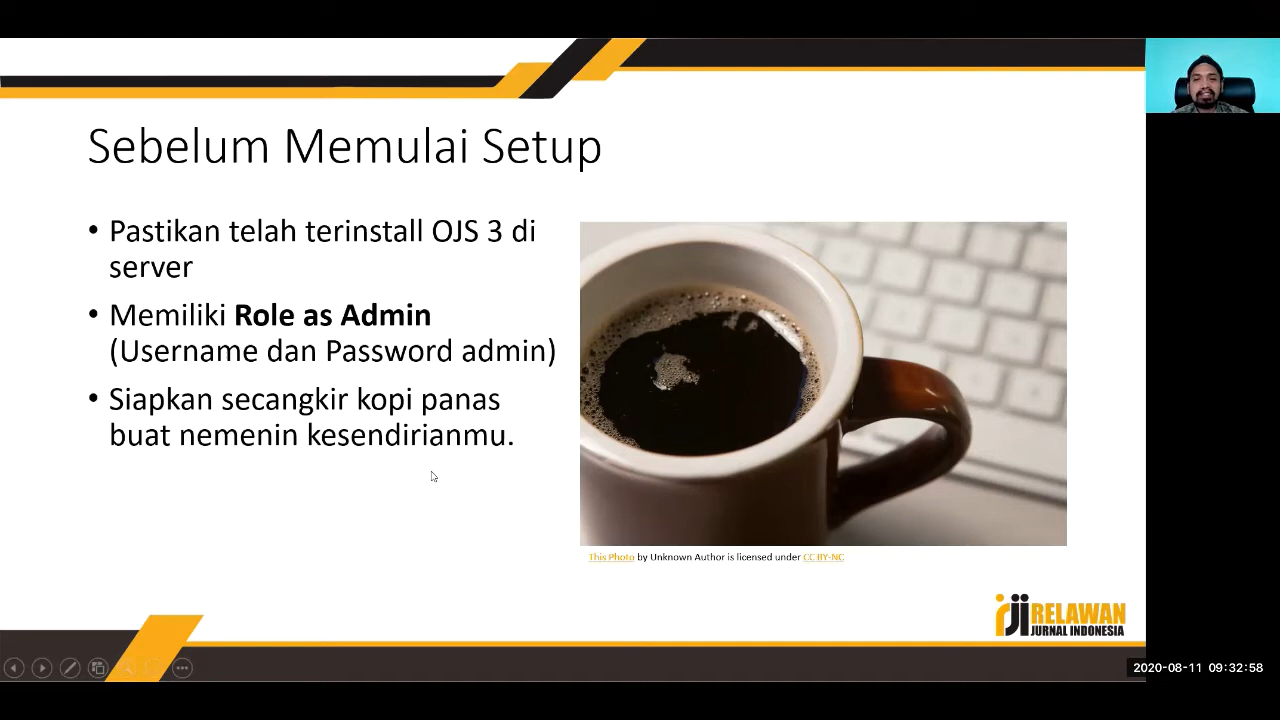 Sebelum Memulai Setup
• Pastikan telah terinstall OJS 3 di
server
• Memiliki Role as Admin
(Username dan Password admin)
• Siapkan secangkir kopi panas
buat nemenin kesendirianmu.
This Photo by Unknown Author is licensed under CC BY-NC
rji RELAWAN
JURNAL INDONESIA
2020-08-11 09:32:58